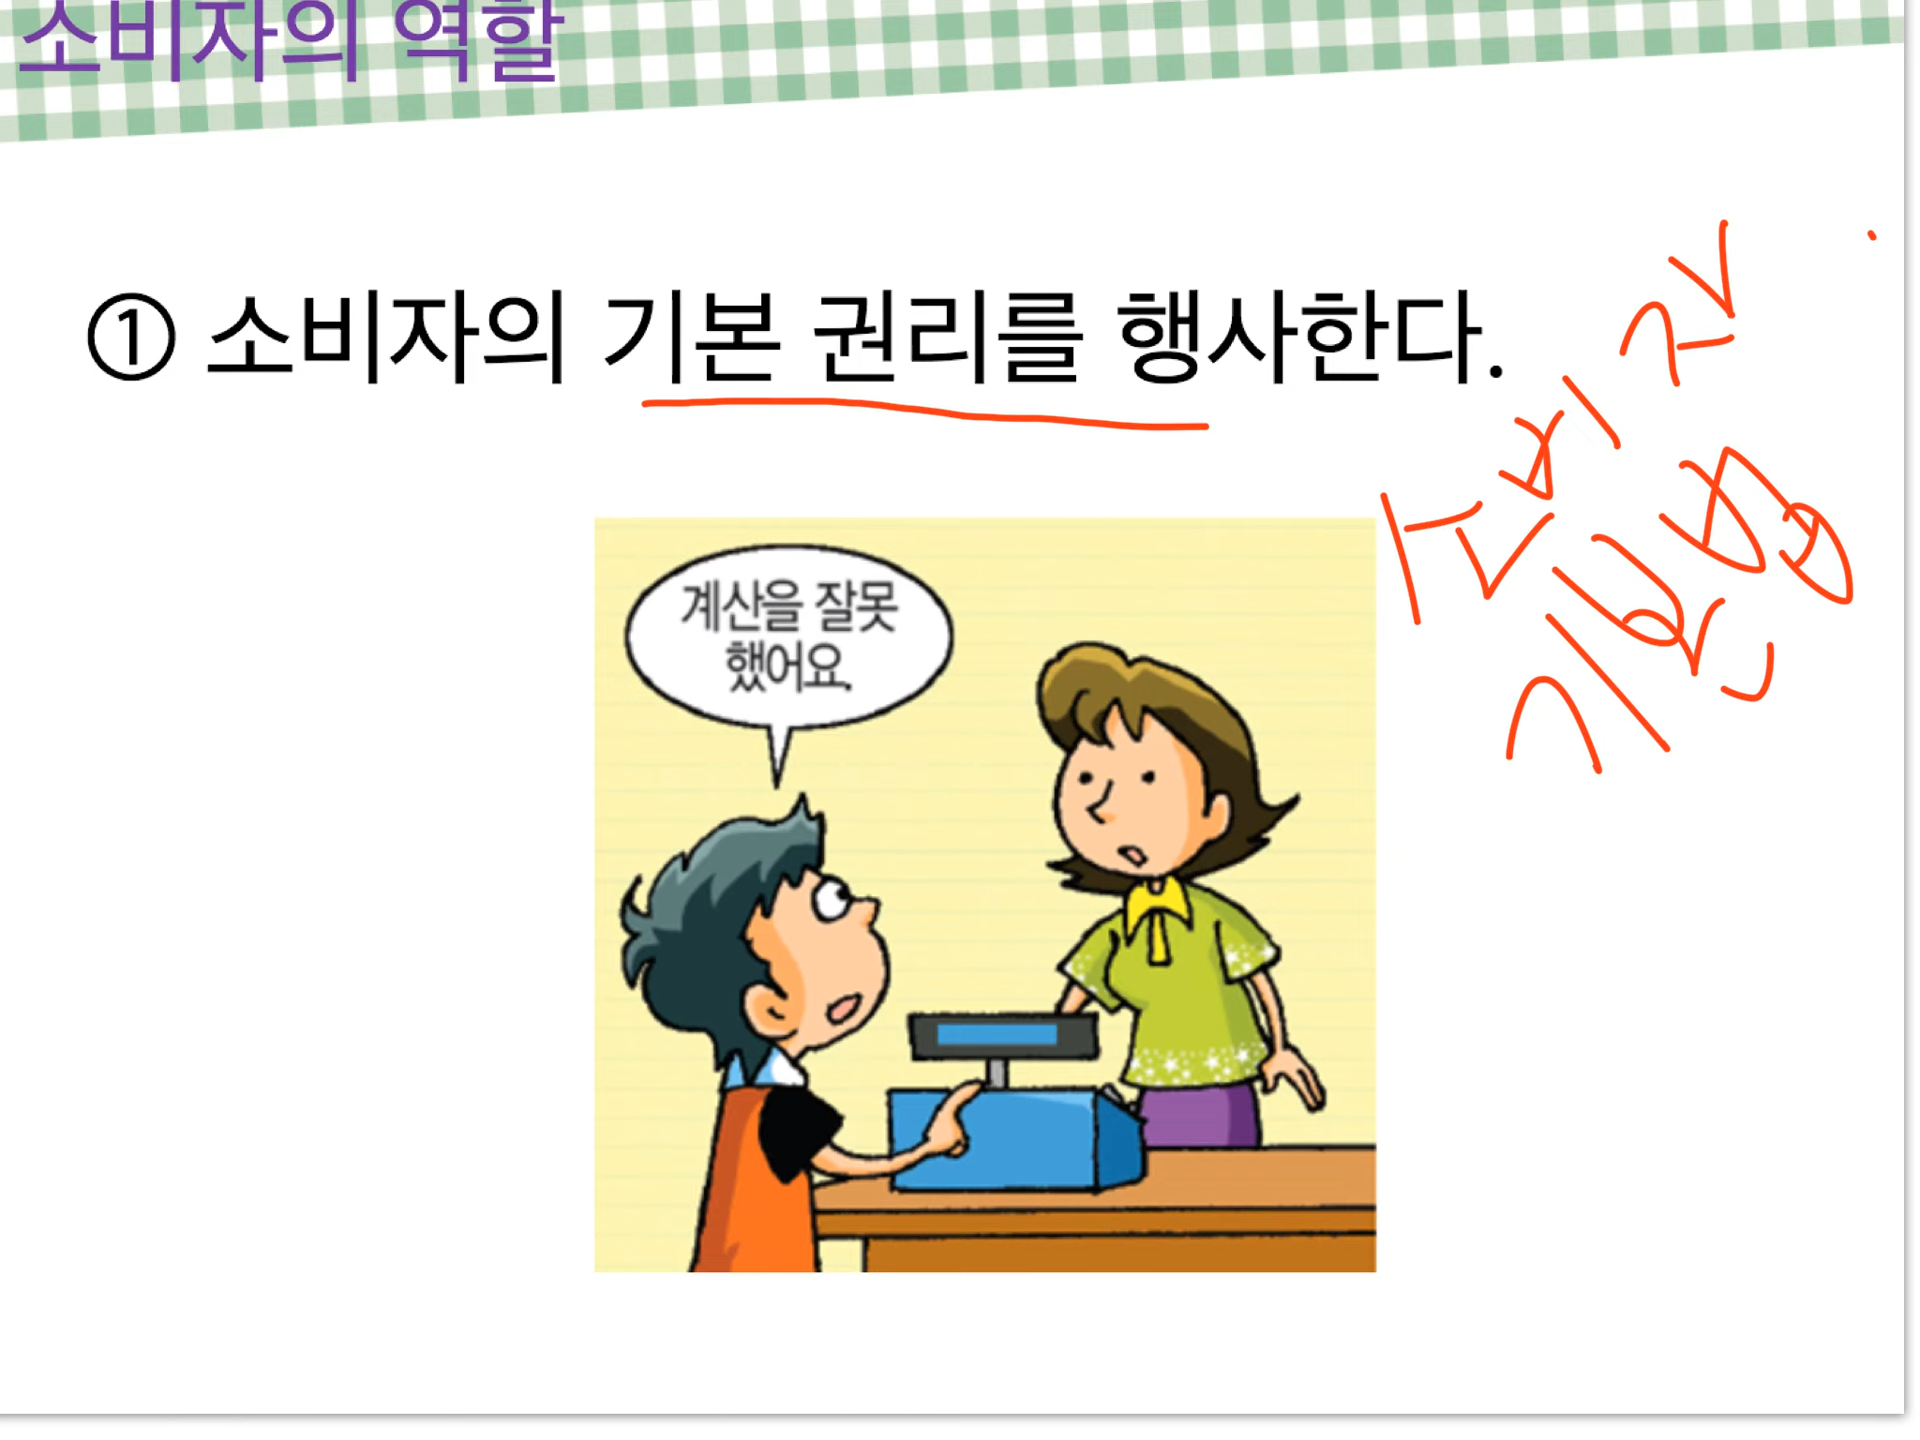 소비자의 역할
① 소비자의 기본 권리를 행사한다.
소비자
기본법
계산을 잘못
했어요.